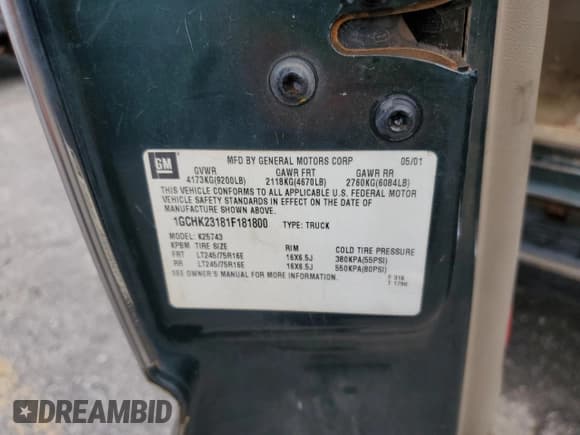 GM
MFD BY GENERAL MOTORS CORP 05/01
GVWR GAWR FRT GAWR RR
4173KG(9200LB) 2118KG(4670LB) 2760KG(6084LB)
THIS VEHICLE CONFORMS TO ALL APPLICABLE U.S. FEDERAL MOTOR
VEHICLE SAFETY STANDARDS IN EFFECT ON THE DATE OF
MANUFACTURE SHOWN ABOVE.
1GCHK23181F181800 TYPE: TRUCK
MODEL: K25743
KPBM TIRE SIZE RIM COLD TIRE PRESSURE
FRT LT245/75R16E 16X6.5J 380KPA(55PSI)
RR LT245/75R16E 16X6.5J 550KPA(80PSI)
SEE OWNER'S MANUAL FOR MORE INFORMATION.
F 318
T 1790
DREAMBID